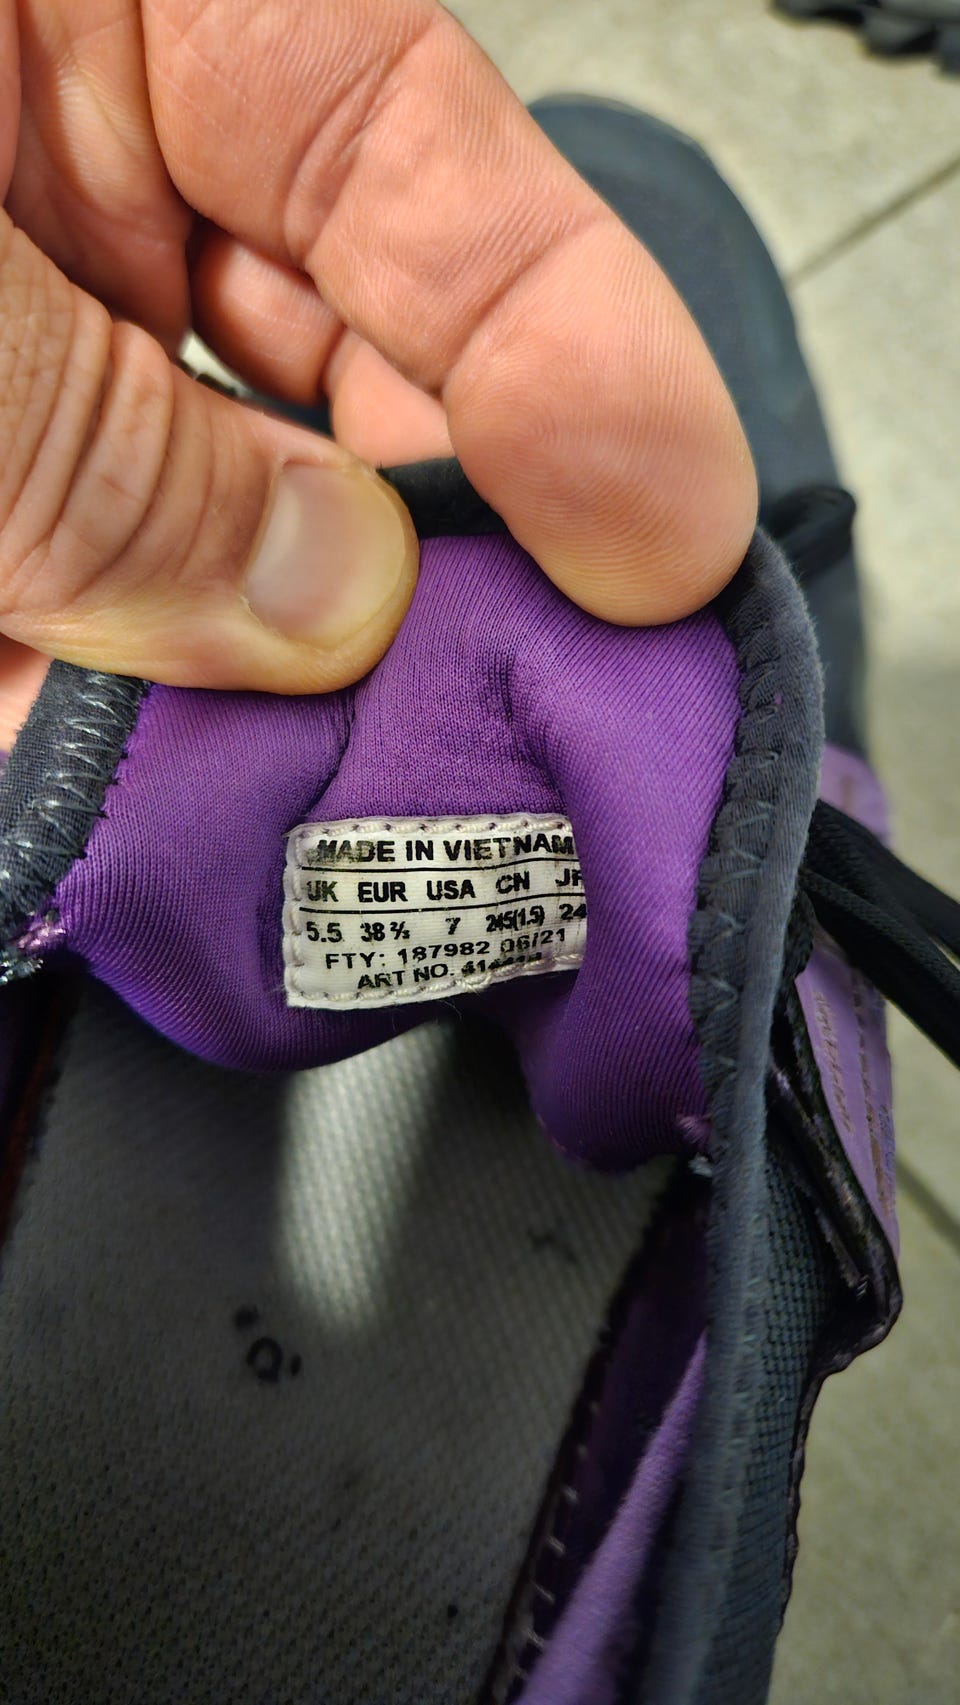 MADE IN VIETNAM
UK EUR USA CN
5.5 38 ⅔ 7 245(1.5) 24
FTY: 187982 06/21
ART NO.